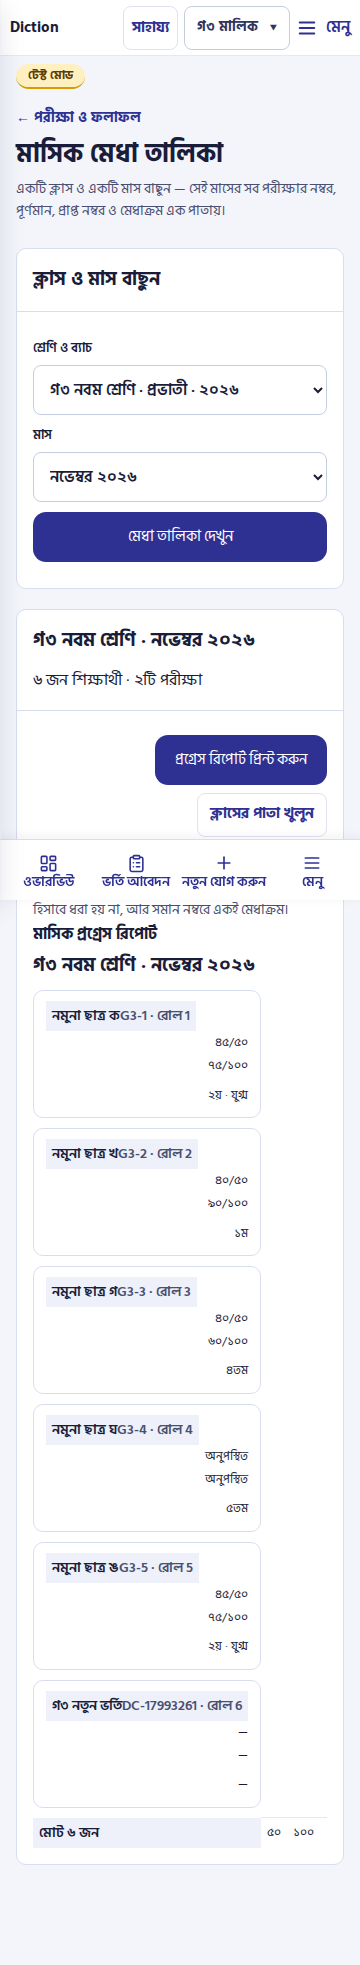 Diction
সাহায্য
গ৩ মালিক
মেনু
টেস্ট মোড
← পরীক্ষা ও ফলাফল
মাসিক মেধা তালিকা
একটি ক্লাস ও একটি মাস বাছুন — সেই মাসের সব পরীক্ষার নম্বর,
পূর্ণমান, প্রাপ্ত নম্বর ও মেধাক্রম এক পাতায়।
ক্লাস ও মাস বাছুন
শ্রেণি ও ব্যাচ
গ৩ নবম শ্রেণি · প্রভাতী · ২০২৬
মাস
নভেম্বর ২০২৬
মেধা তালিকা দেখুন
গ৩ নবম শ্রেণি · নভেম্বর ২০২৬
৬ জন শিক্ষার্থী · ২টি পরীক্ষা
প্রগ্রেস রিপোর্ট প্রিন্ট করুন
ক্লাসের পাতা খুলুন
ওভারভিউ
ভর্তি আবেদন
নতুন যোগ করুন
মেনু
হিসাবে ধরা হয় না, আর সমান নম্বরে একই মেধাক্রম।
মাসিক প্রগ্রেস রিপোর্ট
গ৩ নবম শ্রেণি · নভেম্বর ২০২৬
নমুনা ছাত্র কG3-1 · রোল 1
৪৫/৫০
৭৫/১০০
২য় · যুগ্ম
নমুনা ছাত্র খG3-2 · রোল 2
৪০/৫০
৯০/১০০
১ম
নমুনা ছাত্র গG3-3 · রোল 3
৪০/৫০
৬০/১০০
৪তম
নমুনা ছাত্র ঘG3-4 · রোল 4
অনুপস্থিত
অনুপস্থিত
৫তম
নমুনা ছাত্র ঙG3-5 · রোল 5
৪৫/৫০
৭৫/১০০
২য় · যুগ্ম
গ৩ নতুন ভর্তিDC-17993261 · রোল 6
—
—
—
মোট ৬ জন ৫০ ১০০